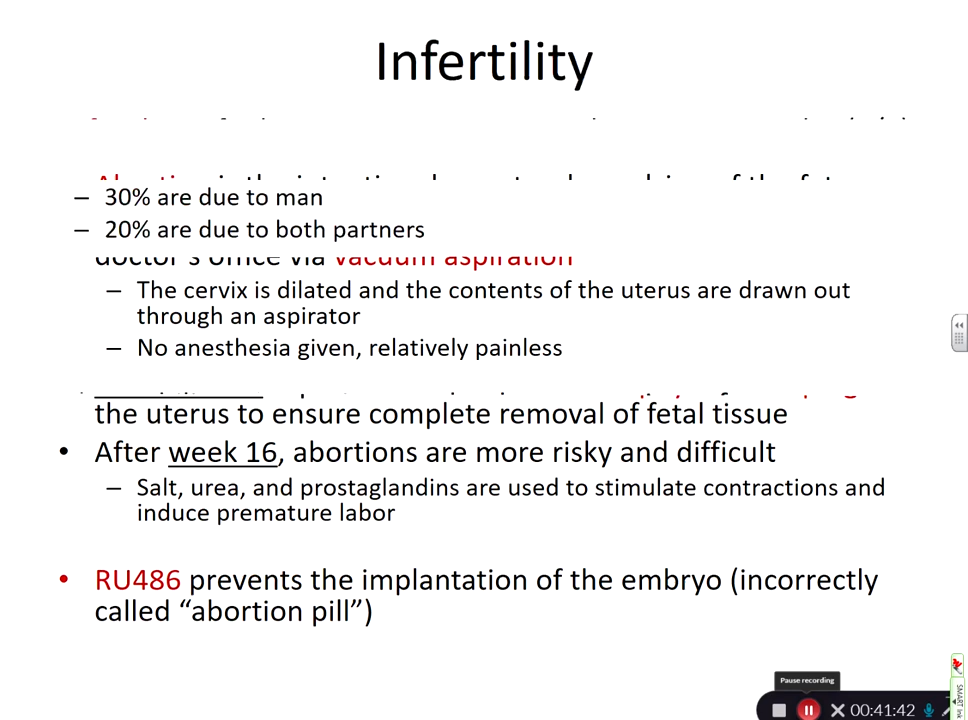 Infertility
– 30% are due to man
– 20% are due to both partners
doctor's office via vacuum aspiration
– The cervix is dilated and the contents of the uterus are drawn out
through an aspirator
– No anesthesia given, relatively painless
the uterus to ensure complete removal of fetal tissue
• After week 16, abortions are more risky and difficult
– Salt, urea, and prostaglandins are used to stimulate contractions and
induce premature labor
• RU486 prevents the implantation of the embryo (incorrectly
called “abortion pill”)
Pause recording
00:41:42
SMART Ink